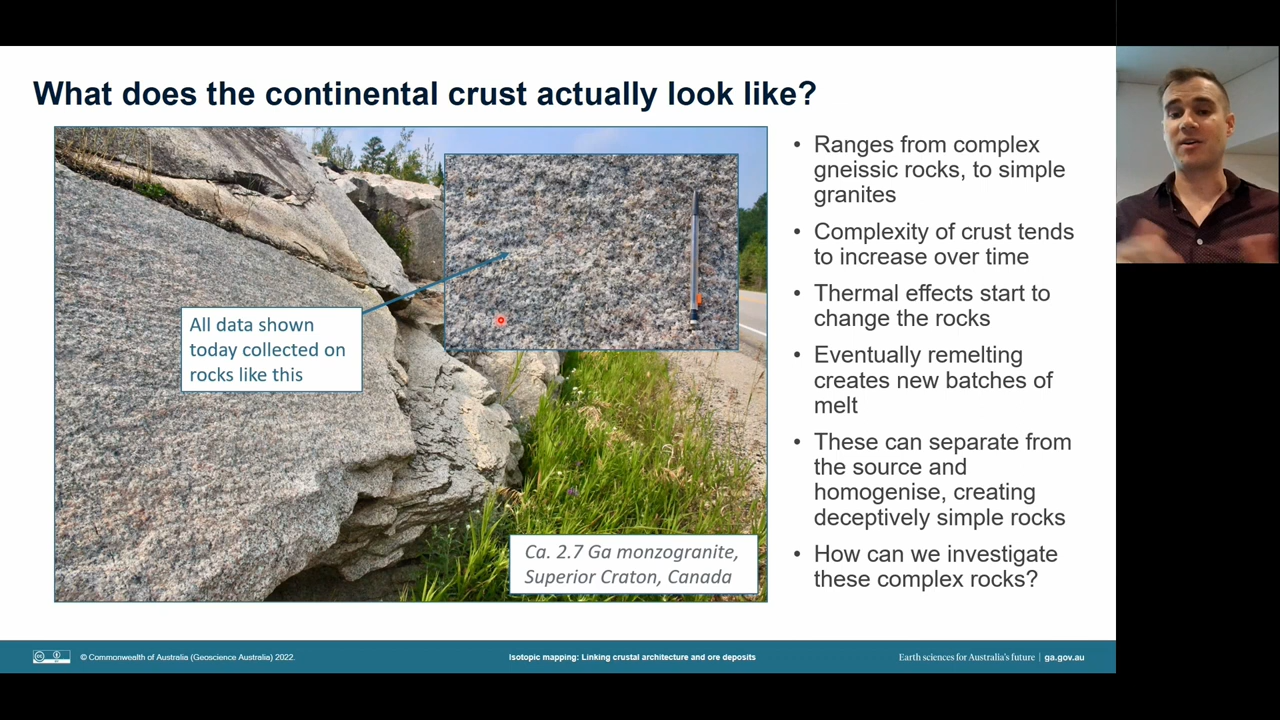 What does the continental crust actually look like?
All data shown
today collected on
rocks like this
Ca. 2.7 Ga monzogranite,
Superior Craton, Canada
• Ranges from complex
gneissic rocks, to simple
granites
• Complexity of crust tends
to increase over time
• Thermal effects start to
change the rocks
• Eventually remelting
creates new batches of
melt
• These can separate from
the source and
homogenise, creating
deceptively simple rocks
• How can we investigate
these complex rocks?
© Commonwealth of Australia (Geoscience Australia) 2022.
Isotopic mapping: Linking crustal architecture and ore deposits
Earth sciences for Australia's future | ga.gov.au